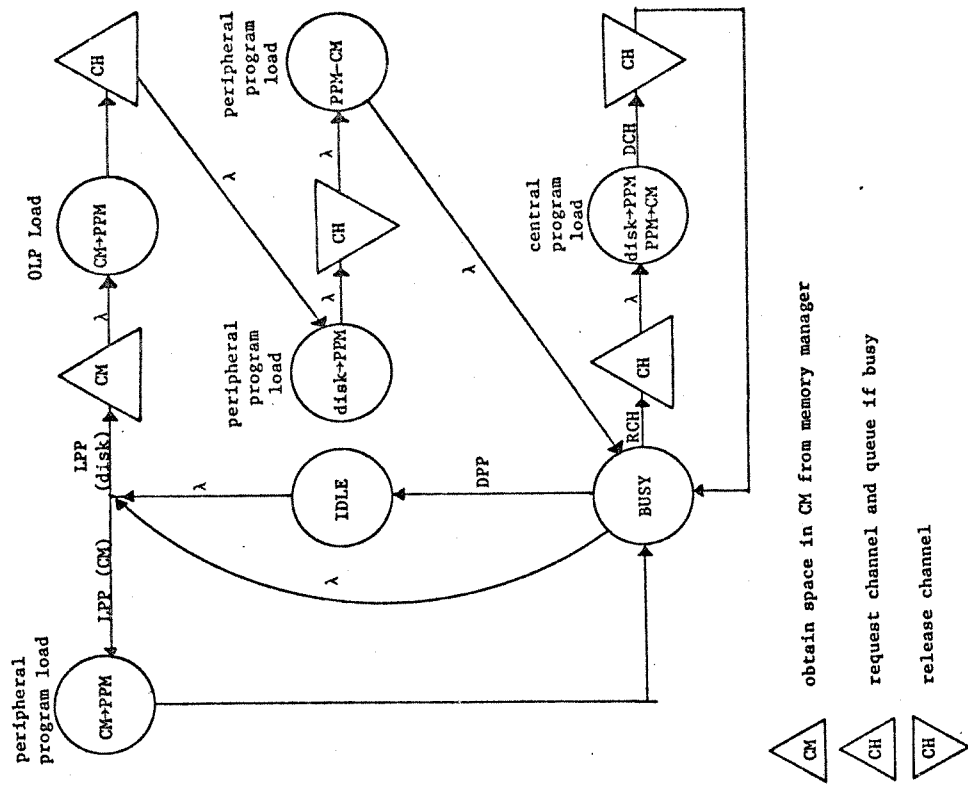 peripheral
program load
CM→PPM
LPP (CM)
LPP
(disk)
CM
λ
OLP Load
CM→PPM
CH
λ
λ
λ
IDLE
peripheral
program
load
disk→PPM
λ
CH
λ
peripheral
program
load
PPM-CM
λ
DPP
BUSY
RCH
CH
λ
central
program
load
disk→PPM
PPM→CM
DCH
CH
CM
obtain space in CM from memory manager
CH
request channel and queue if busy
CH
release channel